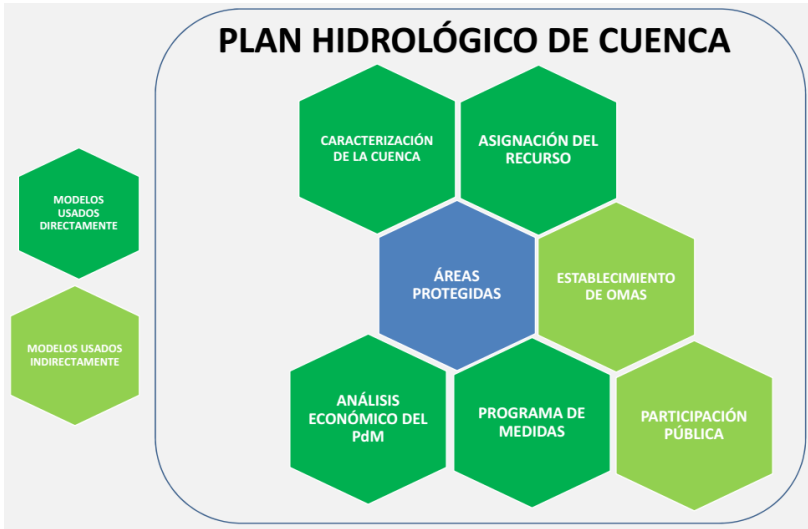 PLAN HIDROLÓGICO DE CUENCA
CARACTERIZACIÓN
DE LA CUENCA
ASIGNACIÓN DEL
RECURSO
MODELOS
USADOS
DIRECTAMENTE
ÁREAS
PROTEGIDAS
ESTABLECIMIENTO
DE OMAS
MODELOS USADOS
INDIRECTAMENTE
ANÁLISIS
ECONÓMICO DEL
PdM
PROGRAMA DE
MEDIDAS
PARTICIPACIÓN
PÚBLICA